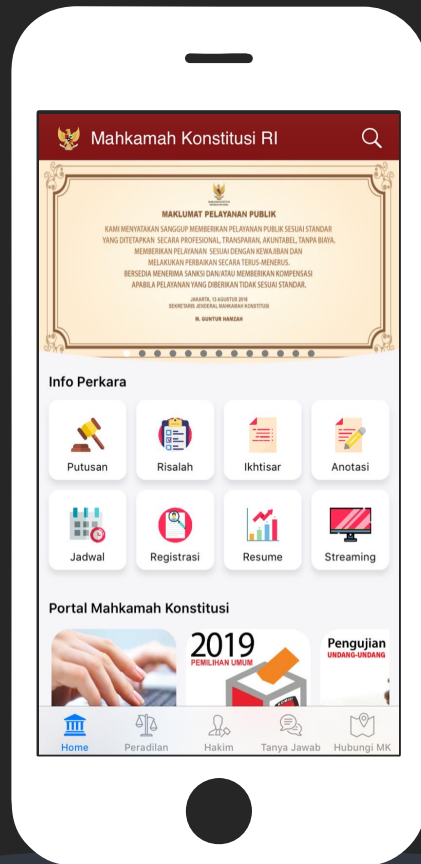 Mahkamah Konstitusi RI
MAKLUMAT PELAYANAN PUBLIK
KAMI MENYATAKAN SANGGUP MEMBERIKAN PELAYANAN PUBLIK SESUAI STANDAR
YANG DITETAPKAN SECARA PROFESIONAL, TRANSPARAN, AKUNTABEL, TANPA BIAYA.
MEMBERIKAN PELAYANAN SESUAI DENGAN KEWAJIBAN DAN
MELAKUKAN PERBAIKAN SECARA TERUS-MENERUS.
BERSEDIA MENERIMA SANKSI DAN/ATAU MEMBERIKAN KOMPENSASI
APABILA PELAYANAN YANG DIBERIKAN TIDAK SESUAI STANDAR.
JAKARTA, 13 AGUSTUR 2018
SEKRETARIS JENDERAL MAHKAMAH KONSTITUSI
M. GUNTUR HAMZAH
Info Perkara
Putusan Risalah Ikhtisar Anotasi
Jadwal Registrasi Resume Streaming
Portal Mahkamah Konstitusi
2019
PEMILIHAN UMUM
Pengujian
UNDANG-UNDANG
Home Peradilan Hakim Tanya Jawab Hubungi MK